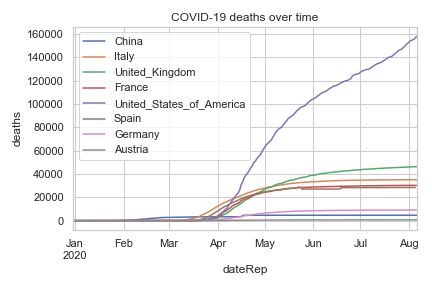 COVID-19 deaths over time
160000
140000
120000
100000
80000
60000
40000
20000
0
deaths
China
Italy
United_Kingdom
France
United_States_of_America
Spain
Germany
Austria
Jan Feb Mar Apr May Jun Jul Aug
2020
dateRep